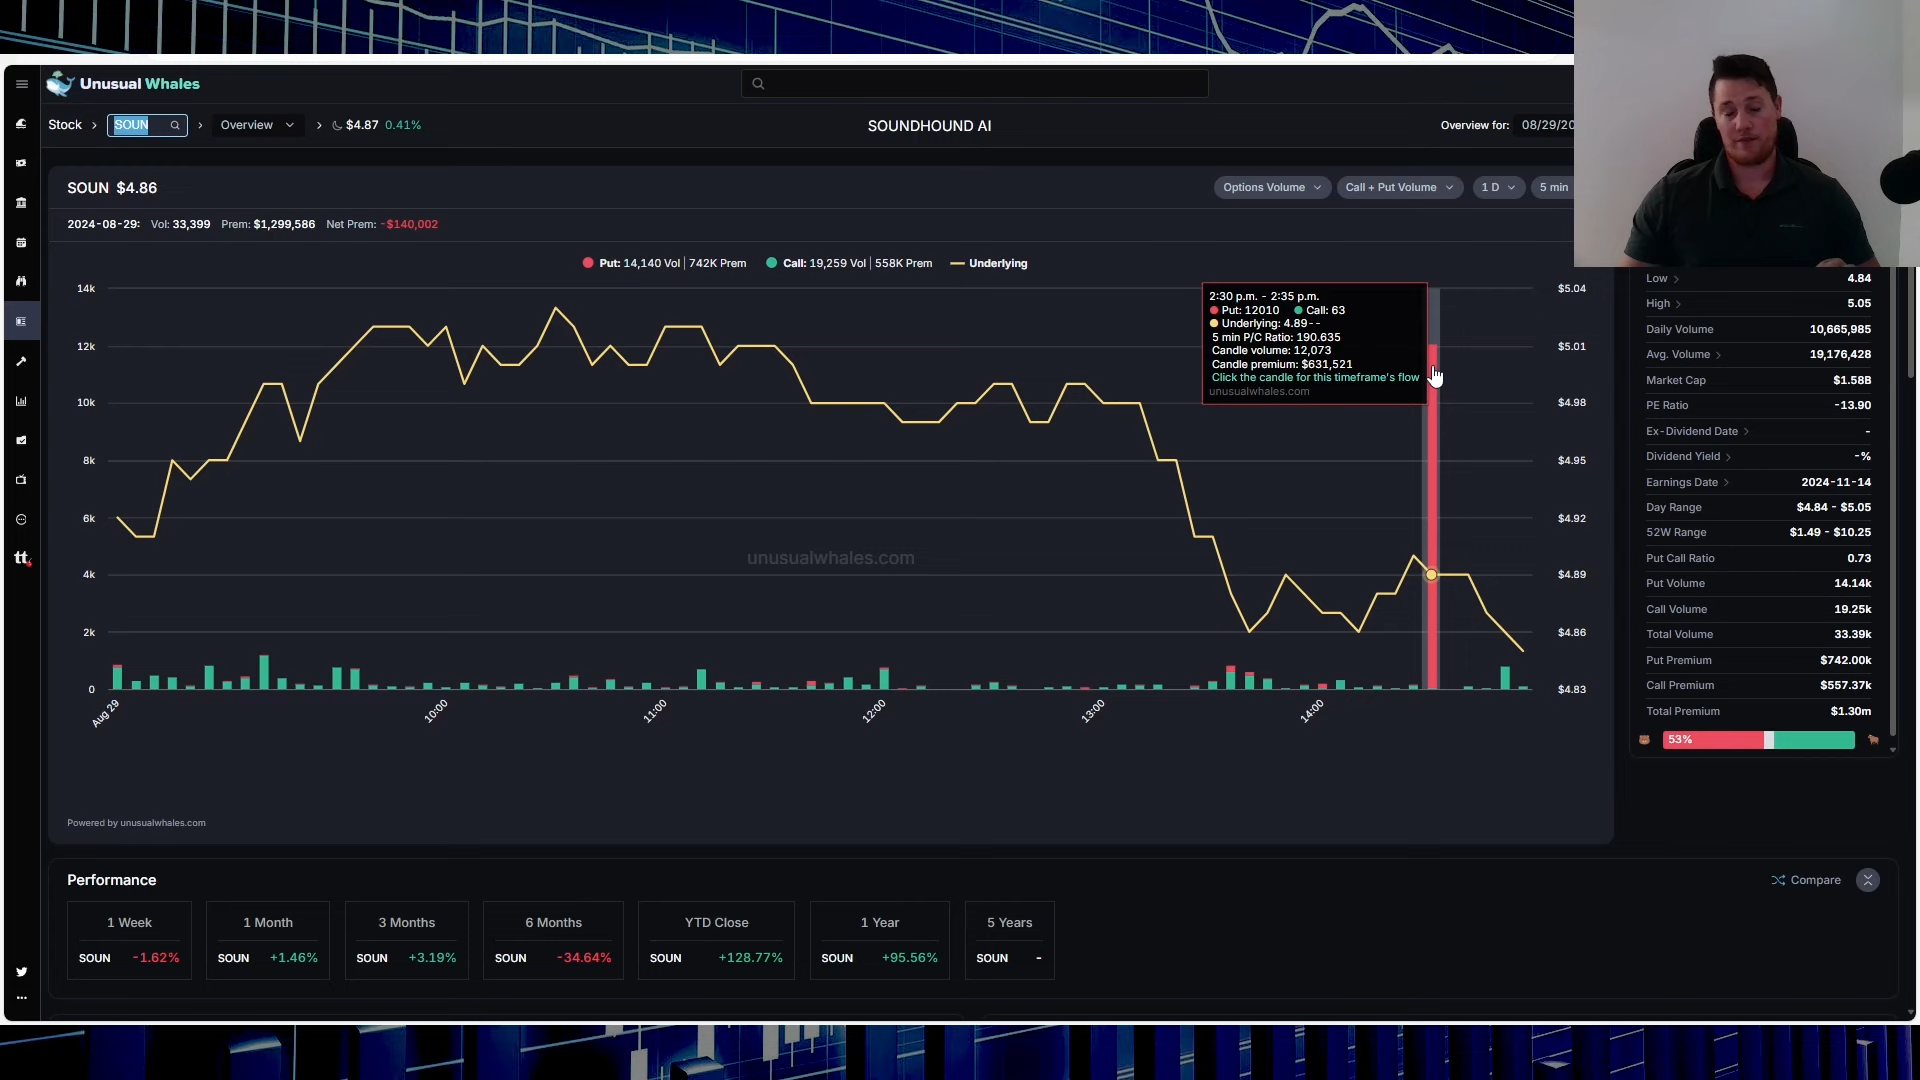 Unusual Whales
Stock > SOUN > Overview > $4.87 0.41%
SOUNDHOUND AI
Overview for: 08/29/20
SOUN $4.86
Options Volume
Call + Put Volume
1 D
5 min
2024-08-29: Vol: 33,399 Prem: $1,299,586 Net Prem: -$140,002
Put: 14,140 Vol | 742K Prem
Call: 19,259 Vol | 558K Prem
Underlying
14k
12k
10k
8k
6k
4k
2k
0
2:30 p.m. - 2:35 p.m.
Put: 12010 Call: 63
Underlying: 4.89--
5 min P/C Ratio: 190.635
Candle volume: 12,073
Candle premium: $631,521
Click the candle for this timeframe's flow
unusualwhales.com
$5.04
$5.01
$4.98
$4.95
$4.92
$4.89
$4.86
$4.83
unusualwhales.com
Aug 29
10:00
11:00
12:00
13:00
14:00
Powered by unusualwhales.com
Low > 4.84
High > 5.05
Daily Volume 10,665,985
Avg. Volume > 19,176,428
Market Cap $1.58B
PE Ratio -13.90
Ex-Dividend Date > -
Dividend Yield > -%
Earnings Date > 2024-11-14
Day Range $4.84 - $5.05
52W Range $1.49 - $10.25
Put Call Ratio 0.73
Put Volume 14.14k
Call Volume 19.25k
Total Volume 33.39k
Put Premium $742.00k
Call Premium $557.37k
Total Premium $1.30m
53%
tt
Performance
Compare
1 Week
SOUN -1.62%
1 Month
SOUN +1.46%
3 Months
SOUN +3.19%
6 Months
SOUN -34.64%
YTD Close
SOUN +128.77%
1 Year
SOUN +95.56%
5 Years
SOUN -